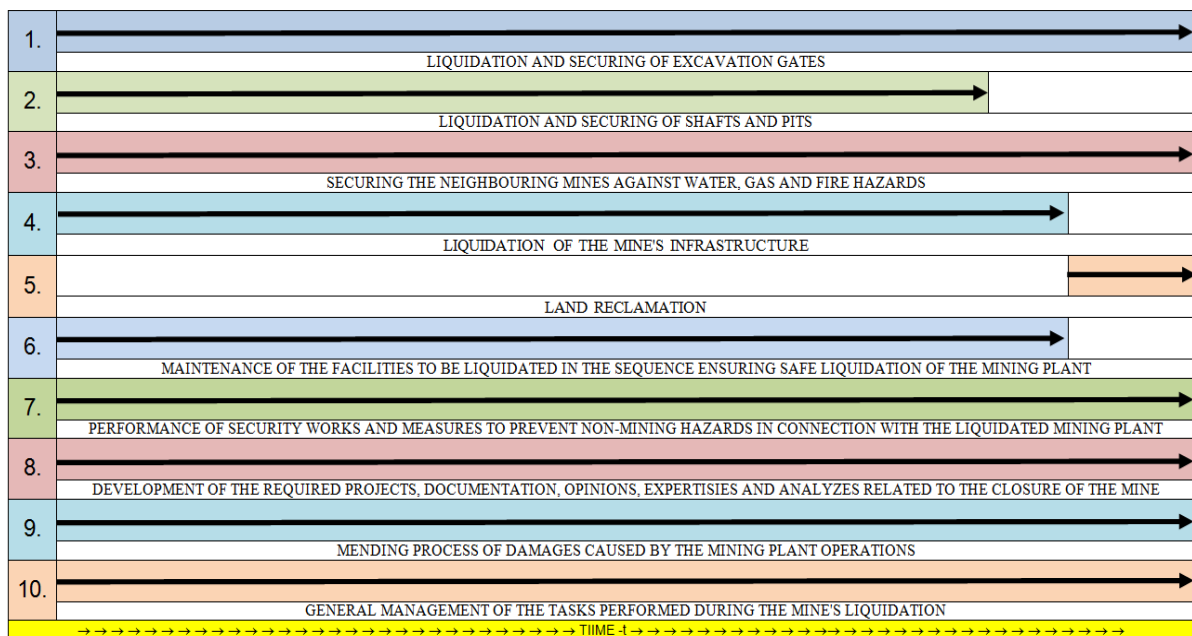 1.
LIQUIDATION AND SECURING OF EXCAVATION GATES
2.
LIQUIDATION AND SECURING OF SHAFTS AND PITS
3.
SECURING THE NEIGHBOURING MINES AGAINST WATER, GAS AND FIRE HAZARDS
4.
LIQUIDATION OF THE MINE'S INFRASTRUCTURE
5.
LAND RECLAMATION
6.
MAINTENANCE OF THE FACILITIES TO BE LIQUIDATED IN THE SEQUENCE ENSURING SAFE LIQUIDATION OF THE MINING PLANT
7.
PERFORMANCE OF SECURITY WORKS AND MEASURES TO PREVENT NON-MINING HAZARDS IN CONNECTION WITH THE LIQUIDATED MINING PLANT
8.
DEVELOPMENT OF THE REQUIRED PROJECTS, DOCUMENTATION, OPINIONS, EXPERTISIES AND ANALYZES RELATED TO THE CLOSURE OF THE MINE
9.
MENDING PROCESS OF DAMAGES CAUSED BY THE MINING PLANT OPERATIONS
10.
GENERAL MANAGEMENT OF THE TASKS PERFORMED DURING THE MINE'S LIQUIDATION
→→→→→→→→→→→→→→→→→→→→→→→→→→→→→→ TIIME -t →→→→→→→→→→→→→→→→→→→→→→→→→→→→→→